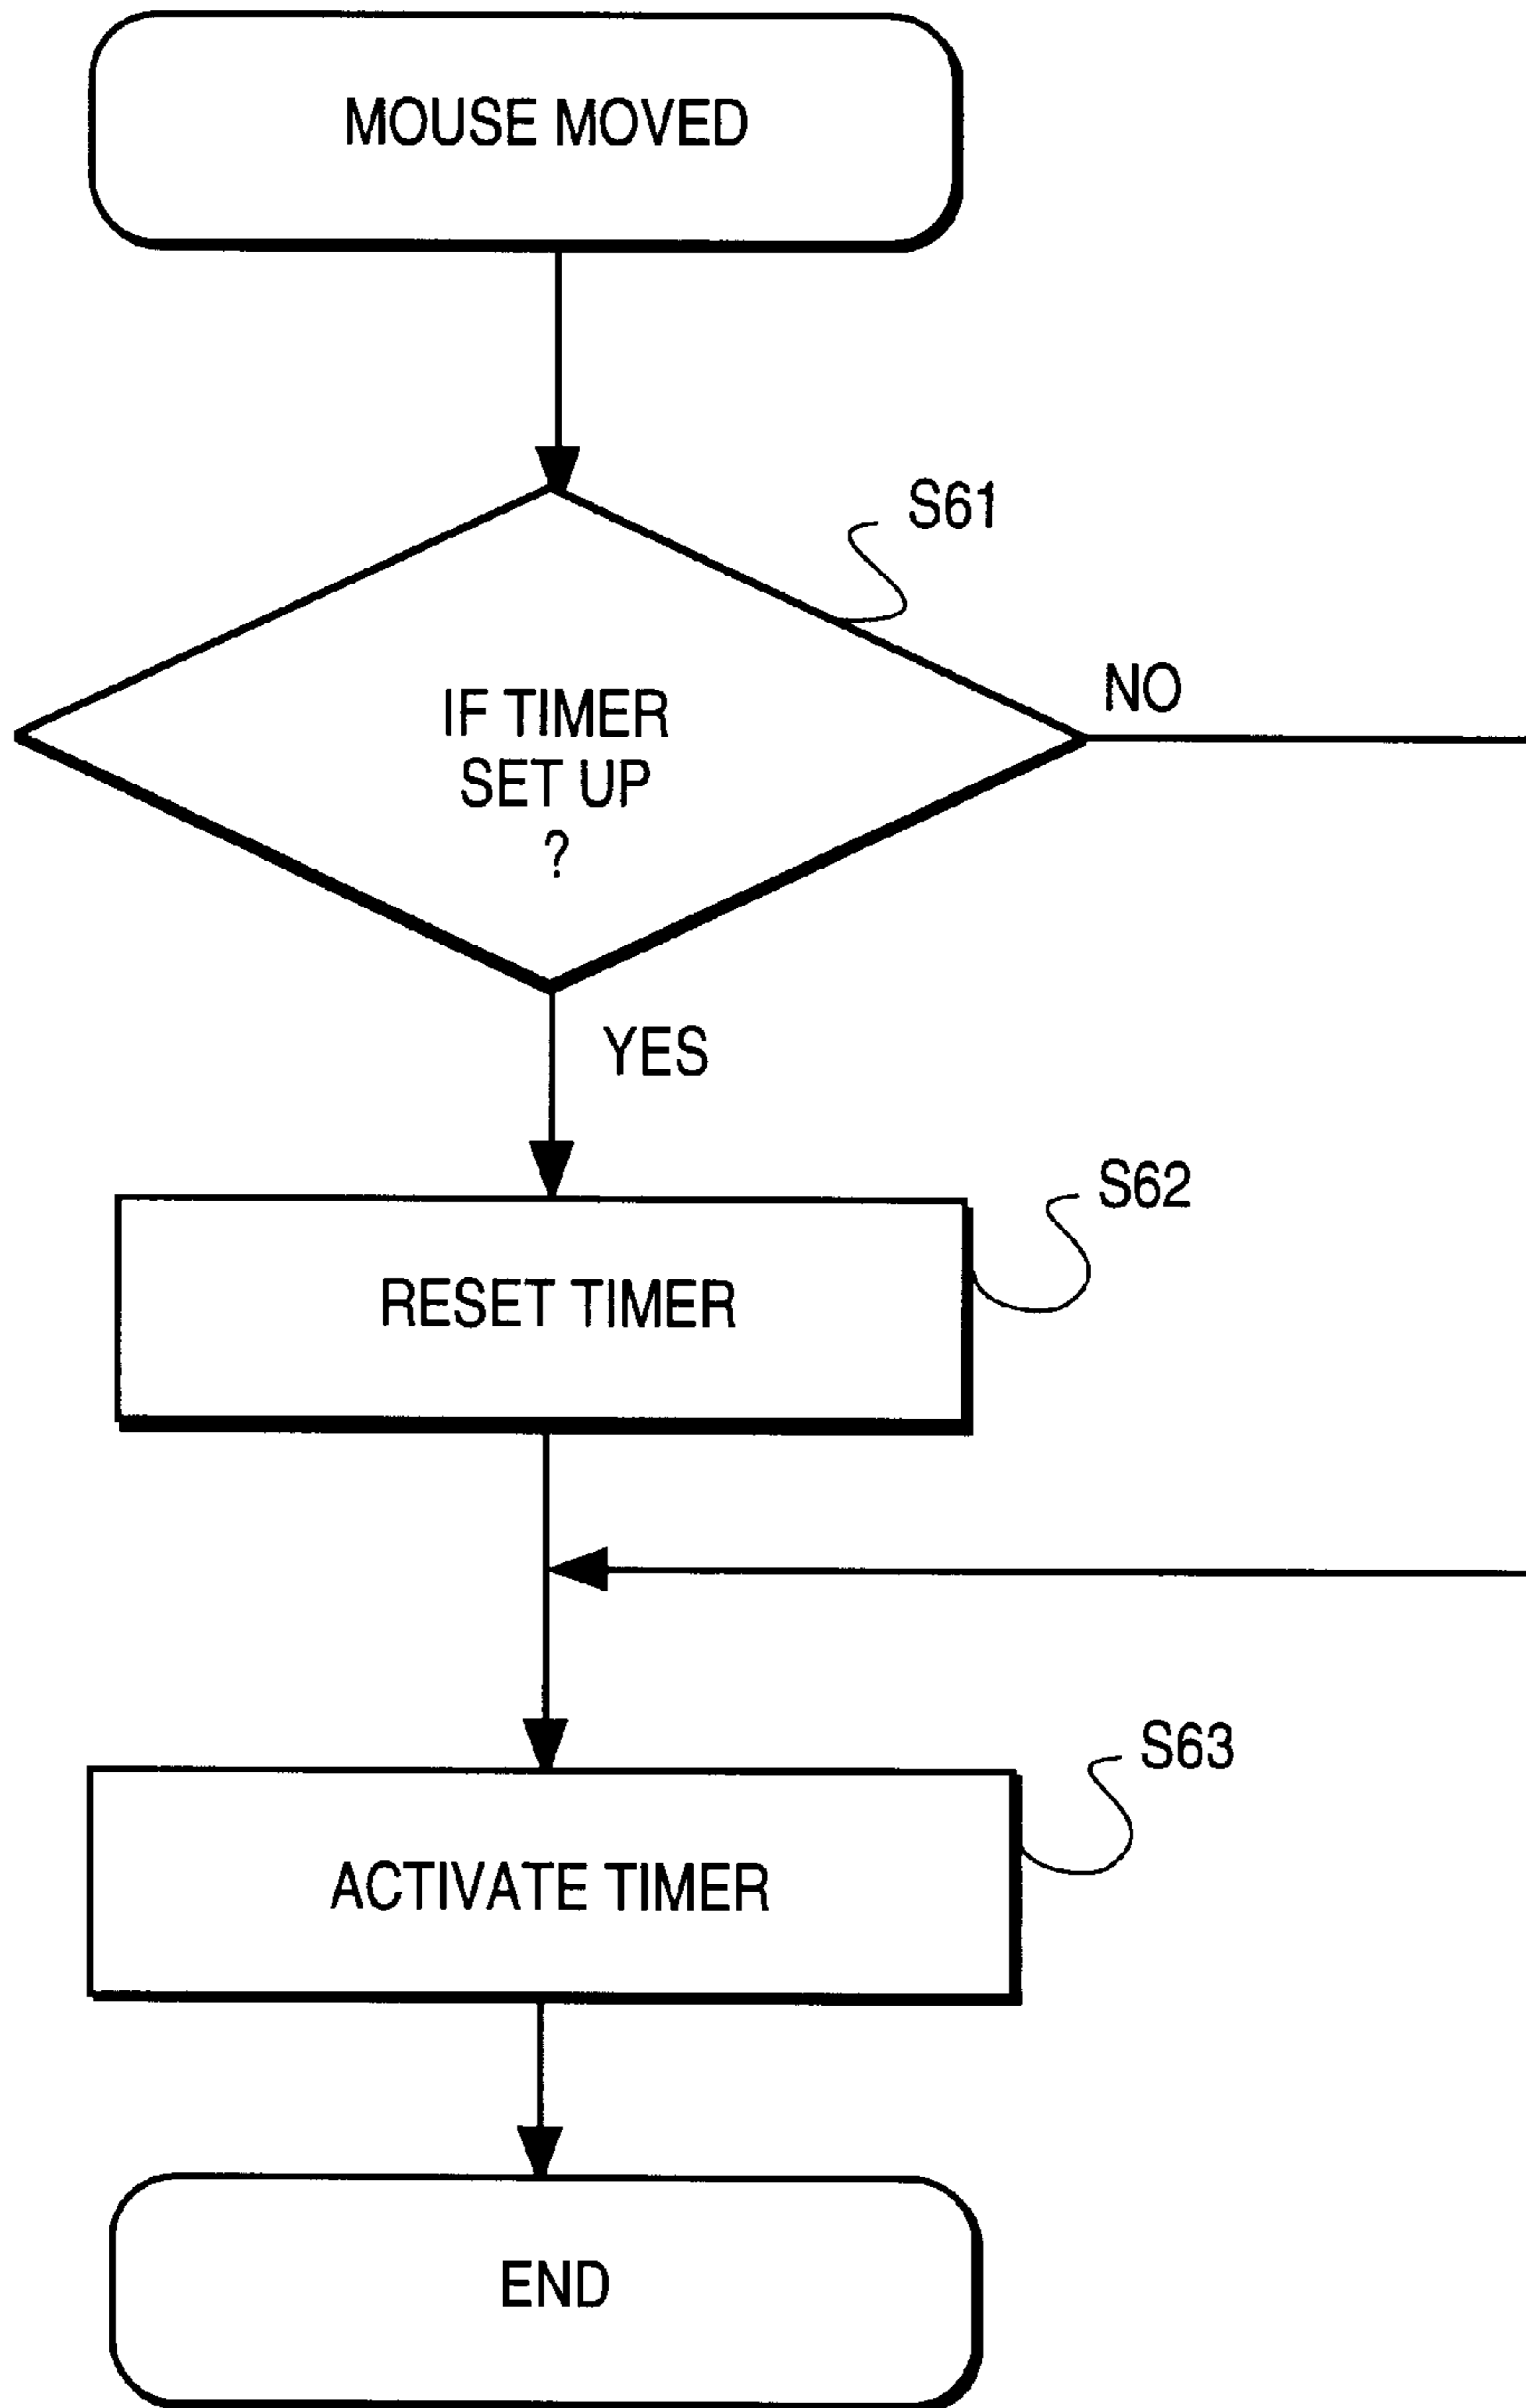 MOUSE MOVED
S61
IF TIMER
SET UP
?
NO
YES
S62
RESET TIMER
S63
ACTIVATE TIMER
END